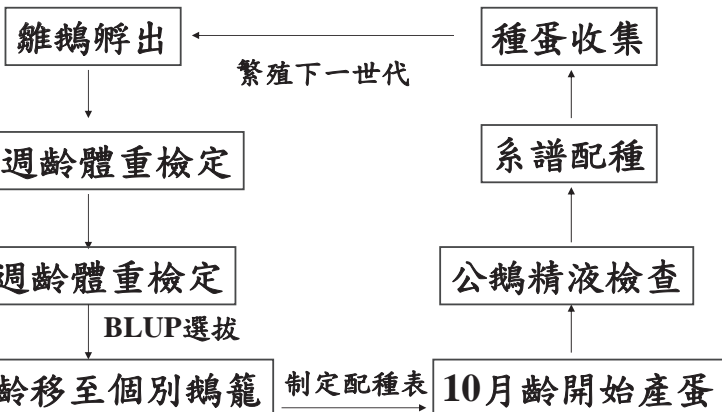 雛鵝孵出
種蛋收集
繁殖下一世代
週齡體重檢定
系譜配種
週齡體重檢定
公鵝精液檢查
BLUP選拔
齡移至個別鵝籠
制定配種表
10月齡開始產蛋